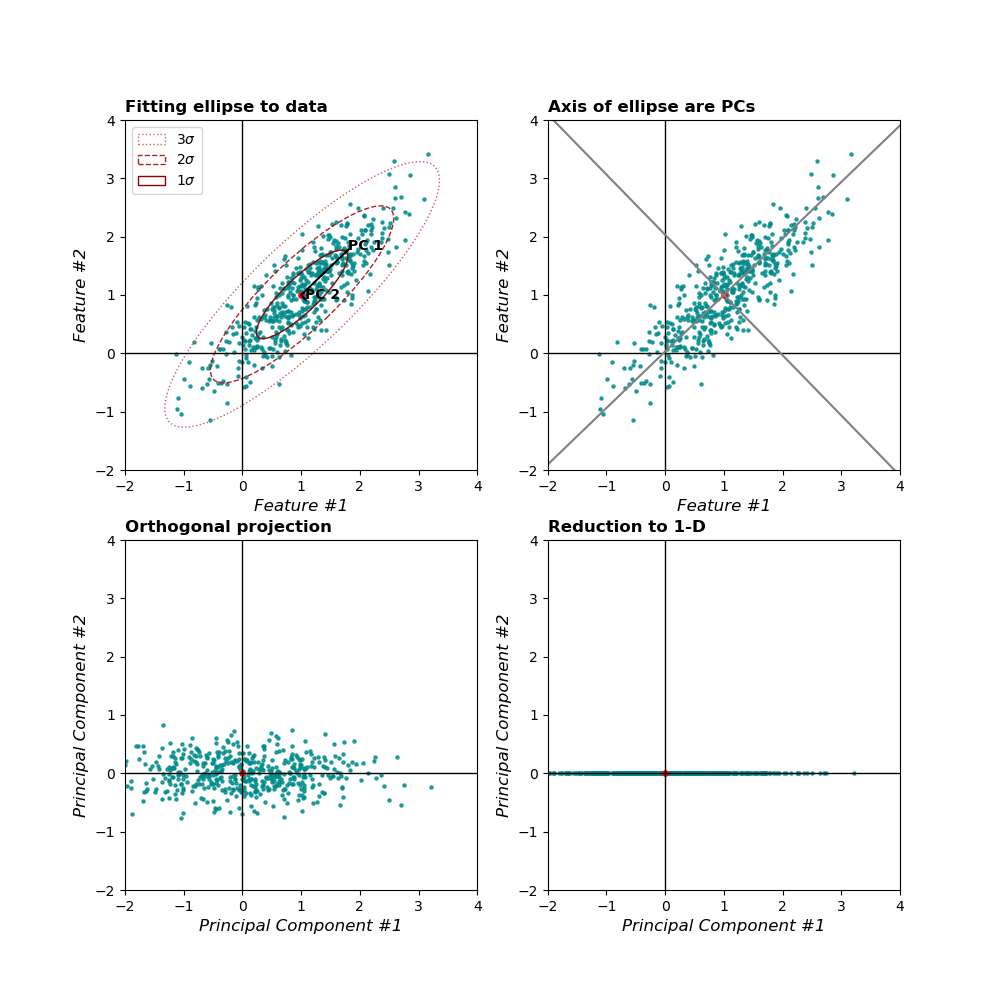 Fitting ellipse to data
4
3
2
1
0
−1
−2
Feature #2
3σ
2σ
1σ
PC 1
PC 2
−2 −1 0 1 2 3 4
Feature #1
Axis of ellipse are PCs
4
3
2
1
0
−1
−2
Feature #2
−2 −1 0 1 2 3 4
Feature #1
Orthogonal projection
4
3
2
1
0
−1
−2
Principal Component #2
−2 −1 0 1 2 3 4
Principal Component #1
Reduction to 1-D
4
3
2
1
0
−1
−2
Principal Component #2
−2 −1 0 1 2 3 4
Principal Component #1